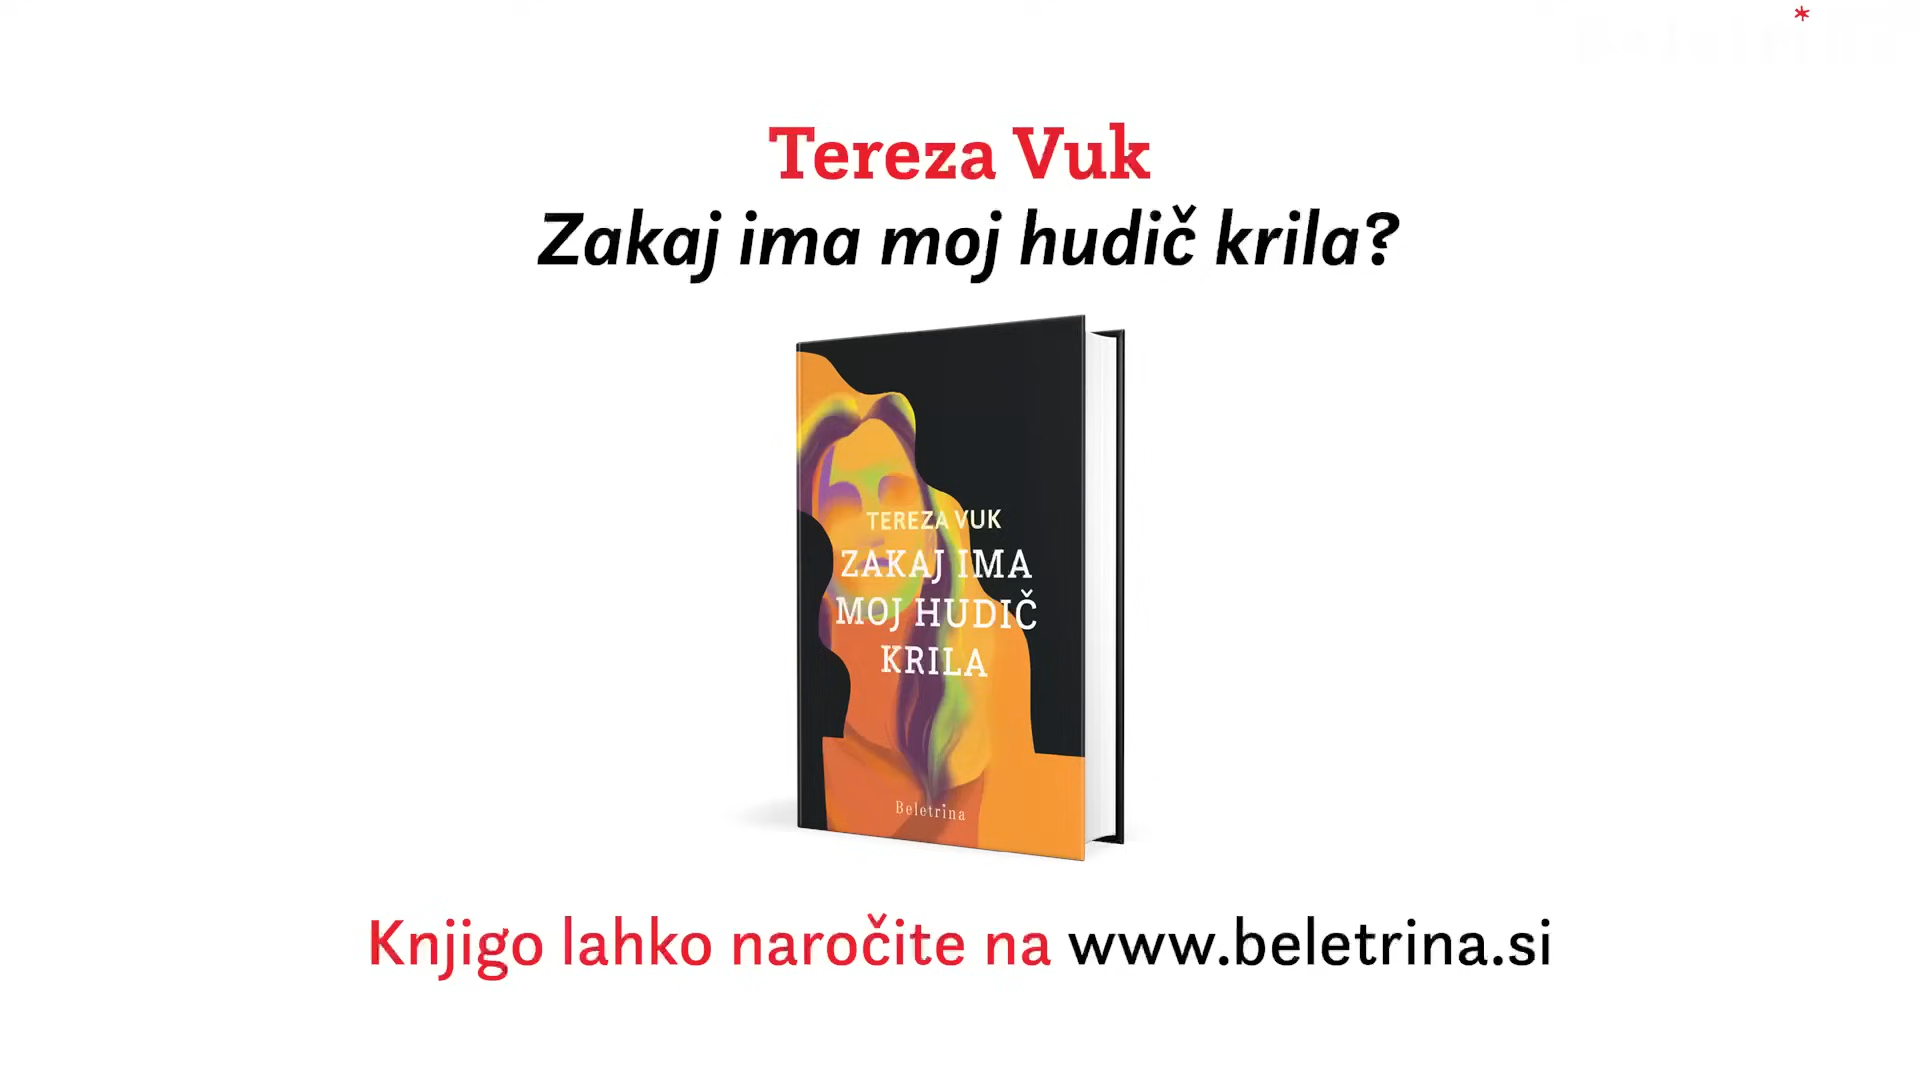 Tereza Vuk
Zakaj ima moj hudič krila?
TEREZA VUK
ZAKAJ IMA
MOJ HUDIČ
KRILA
Beletrina
Knjigo lahko naročite na www.beletrina.si